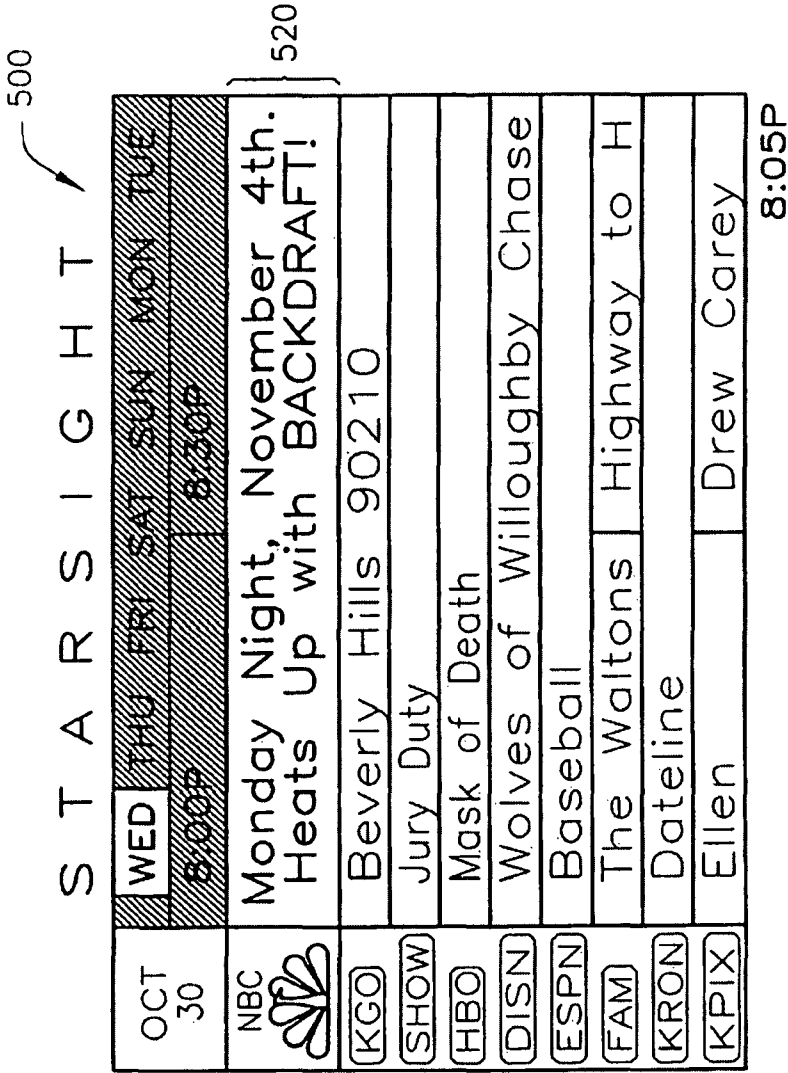 500
S T A R S I G H T
OCT 30
WED THU FRI SAT SUN MON TUE
8:00P 8:30P
NBC
Monday Night, November 4th.
Heats Up with BACKDRAFT!
520
KGO Beverly Hills 90210
SHOW Jury Duty
HBO Mask of Death
DISN Wolves of Willoughby Chase
ESPN Baseball
FAM The Waltons Highway to H
KRON Dateline
KPIX Ellen Drew Carey
8:05P